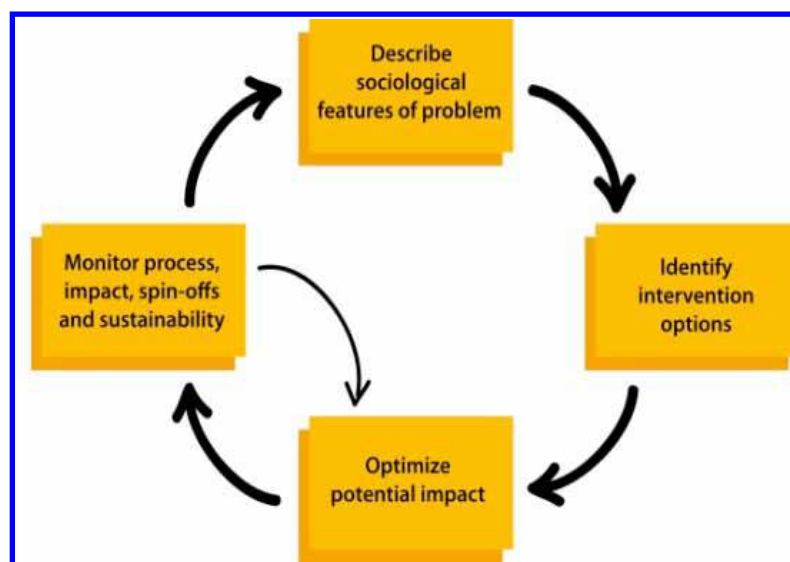 Describe
sociological
features of problem
Identify
intervention
options
Optimize
potential impact
Monitor process,
impact, spin-offs
and sustainability